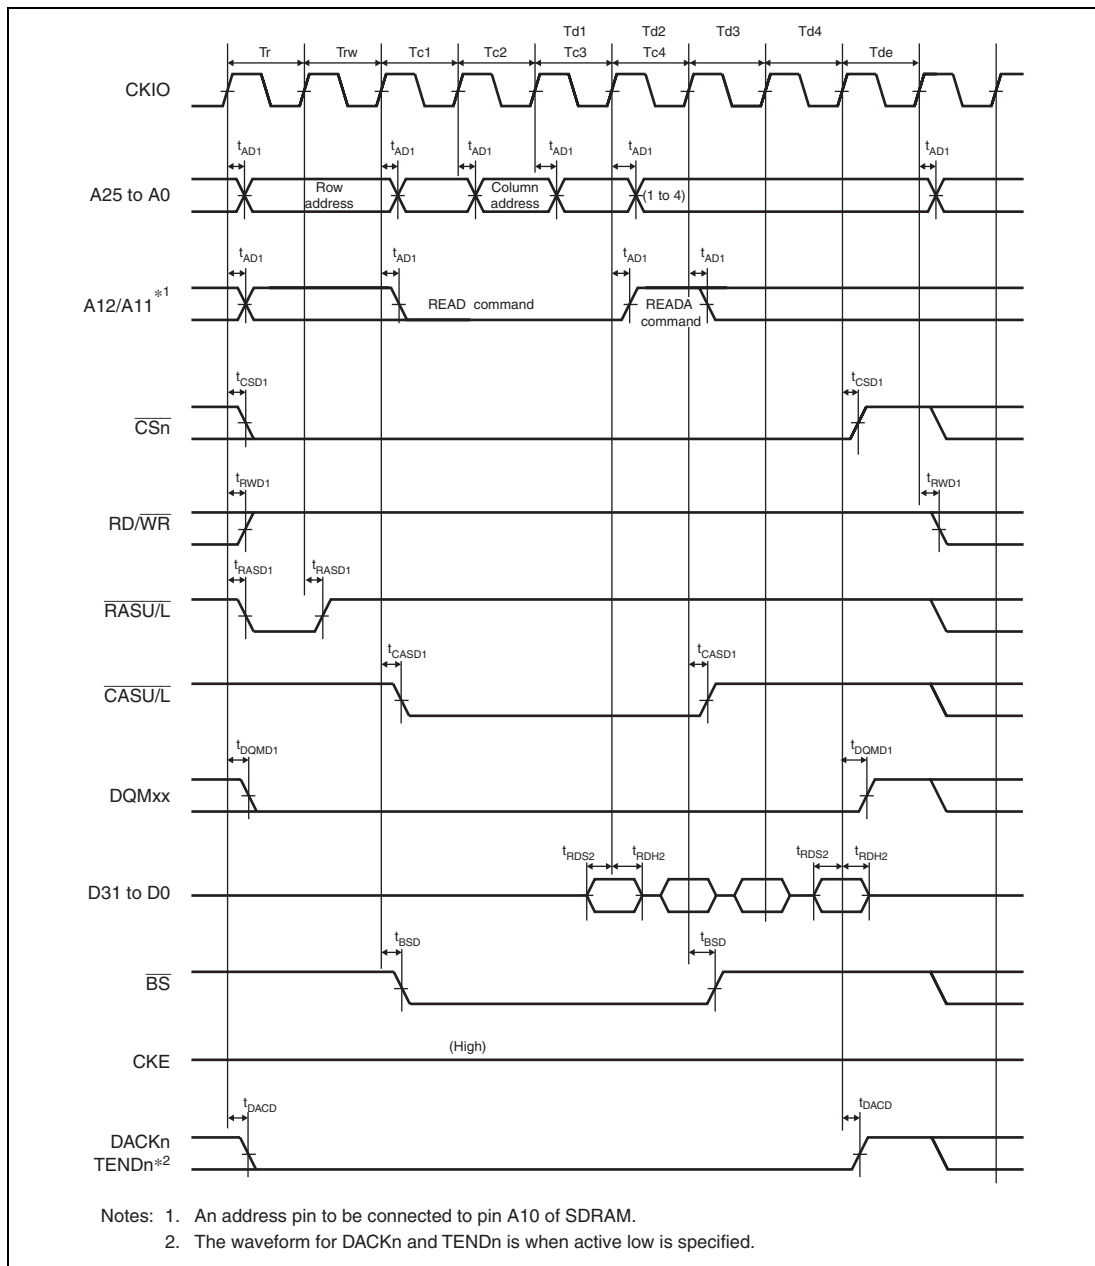 Td1 Td2 Td3 Td4
Tr Trw Tc1 Tc2 Tc3 Tc4 Tde
CKIO
tAD1 tAD1 tAD1 tAD1 tAD1 tAD1
A25 to A0
Row address
Column address
(1 to 4)
tAD1 tAD1 tAD1 tAD1
A12/A11*1
READ command
READA command
tCSD1 tCSD1
CSn
tRWD1 tRWD1
RD/WR
tRASD1 tRASD1
RASU/L
tCASD1 tCASD1
CASU/L
tDQMD1 tDQMD1
DQMxx
tRDS2 tRDH2 tRDS2 tRDH2
D31 to D0
tBSD tBSD
BS
(High)
CKE
tDACD tDACD
DACKn
TENDn*2
Notes: 1. An address pin to be connected to pin A10 of SDRAM.
2. The waveform for DACKn and TENDn is when active low is specified.